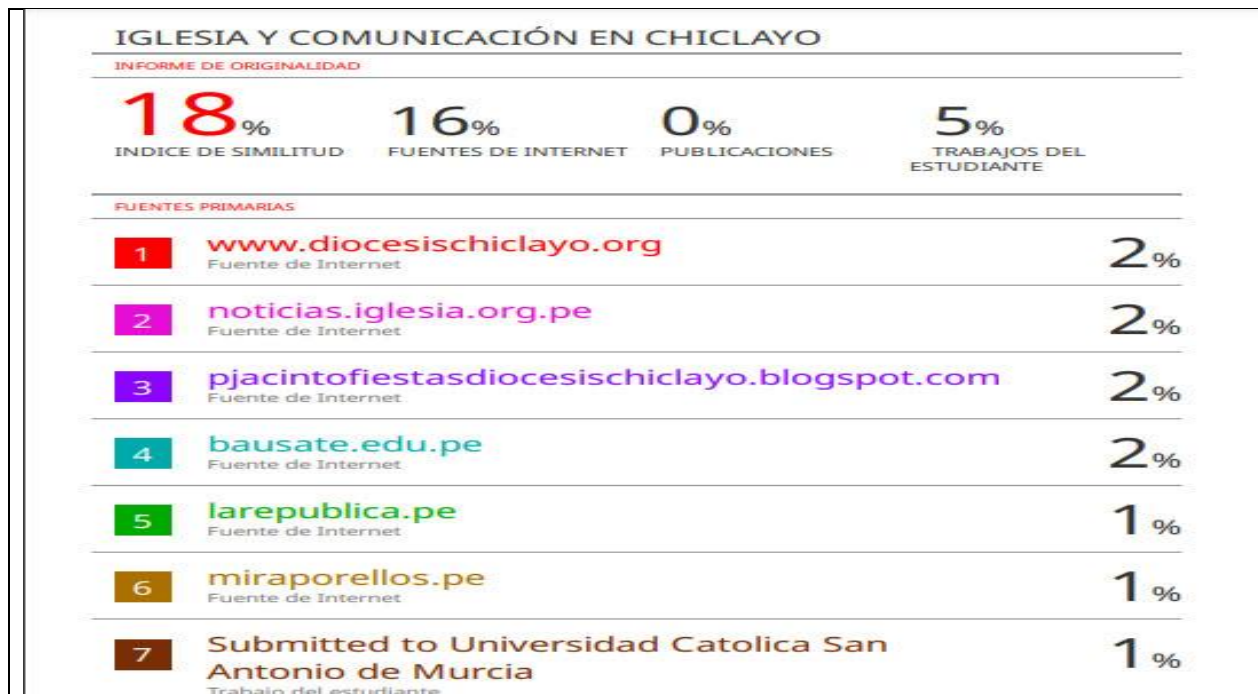 IGLESIA Y COMUNICACIÓN EN CHICLAYO
INFORME DE ORIGINALIDAD
18%
INDICE DE SIMILITUD
16%
FUENTES DE INTERNET
0%
PUBLICACIONES
5%
TRABAJOS DEL
ESTUDIANTE
FUENTES PRIMARIAS
1 www.diocesischiclayo.org 2%
Fuente de Internet
2 noticias.iglesia.org.pe 2%
Fuente de Internet
3 pjacintofiestasdiocesischiclayo.blogspot.com 2%
Fuente de Internet
4 bausate.edu.pe 2%
Fuente de Internet
5 larepublica.pe 1%
Fuente de Internet
6 miraporellos.pe 1%
Fuente de Internet
7 Submitted to Universidad Catolica San 1%
Antonio de Murcia
Trabajo del estudiante